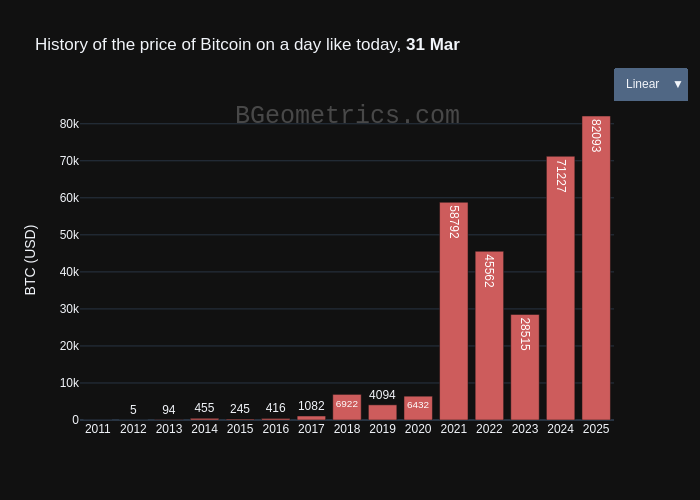 History of the price of Bitcoin on a day like today, 31 Mar
Linear ▼
BGeometrics.com
BTC (USD)
80k
70k
60k
50k
40k
30k
20k
10k
0
5
94
455
245
416
1082
6922
4094
6432
58792
45562
28515
71227
82093
2011 2012 2013 2014 2015 2016 2017 2018 2019 2020 2021 2022 2023 2024 2025